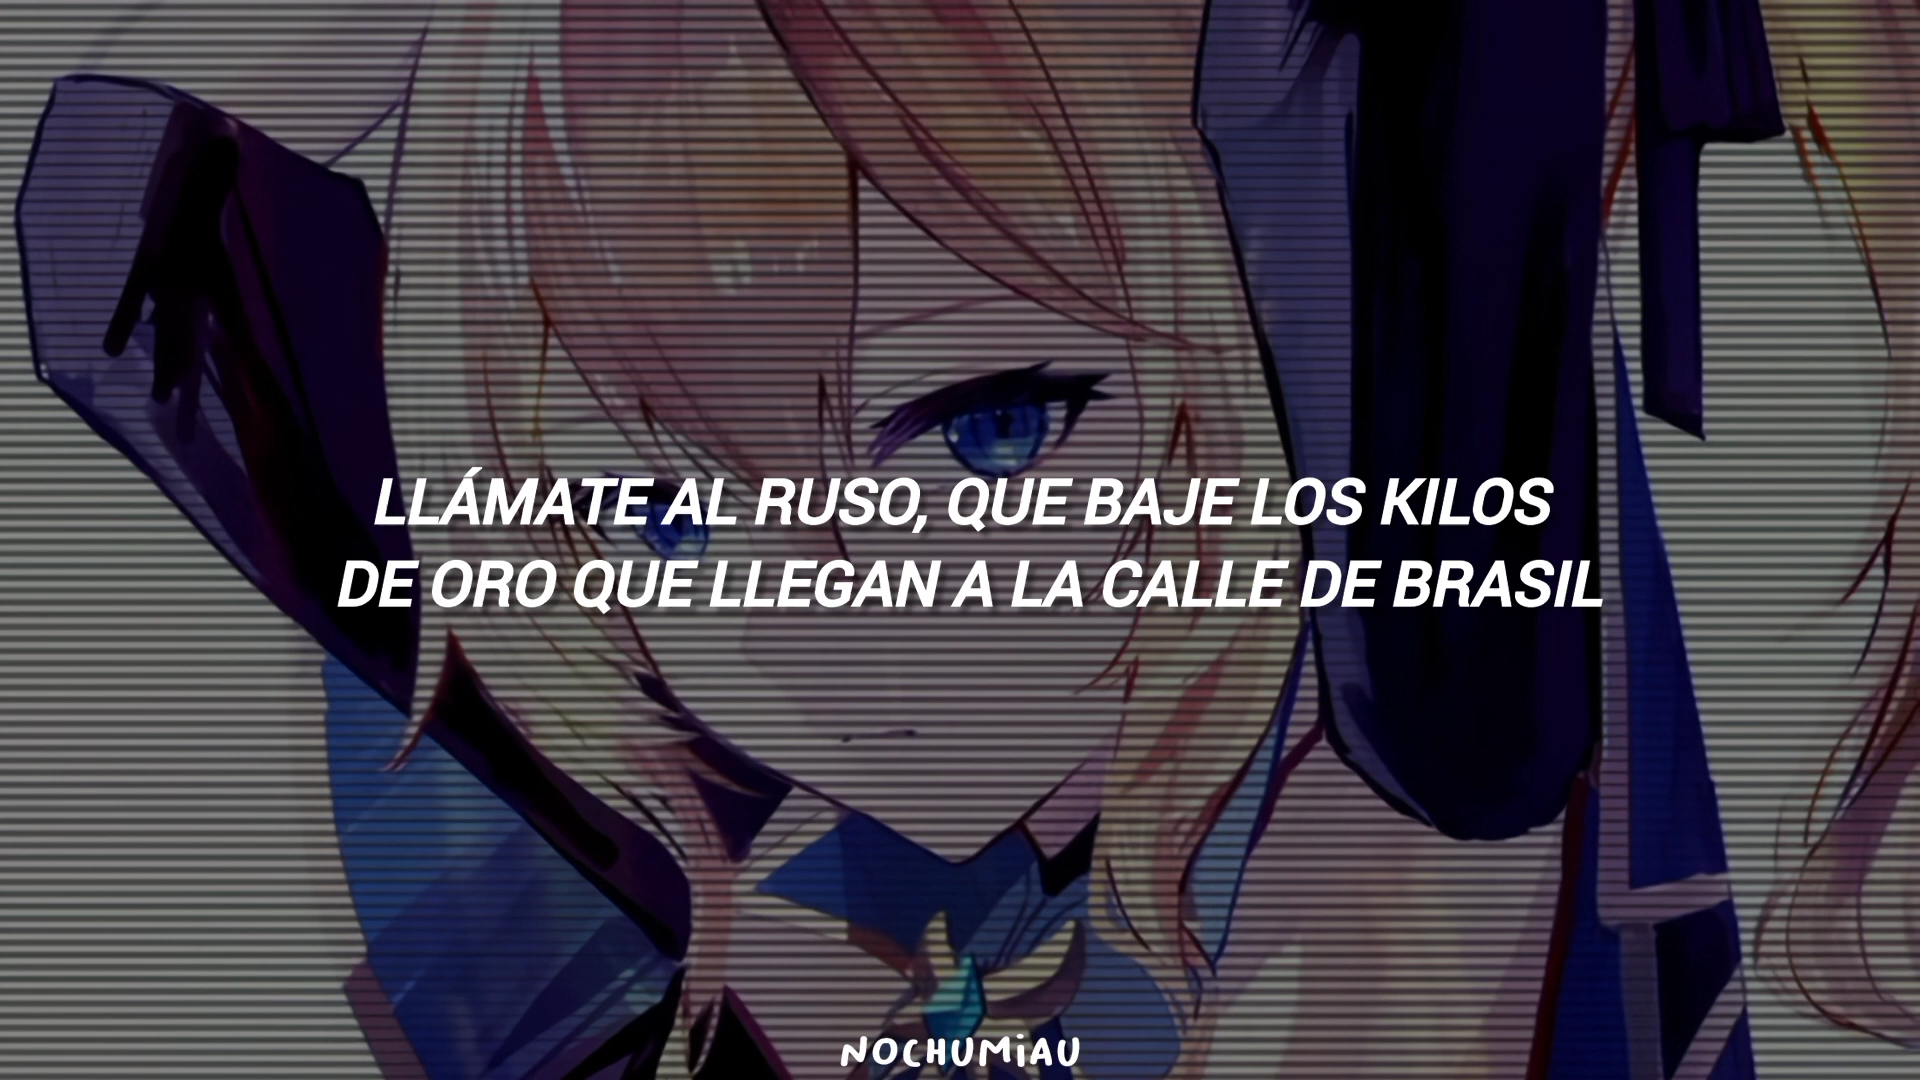 LLÁMATE AL RUSO, QUE BAJE LOS KILOS
DE ORO QUE LLEGAN A LA CALLE DE BRASIL
NOCHUMiAU